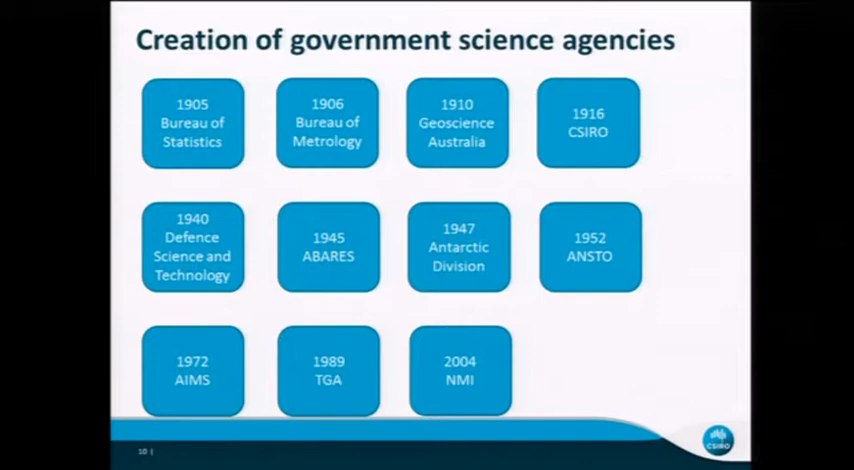 Creation of government science agencies
1905
Bureau of
Statistics
1906
Bureau of
Metrology
1910
Geoscience
Australia
1916
CSIRO
1940
Defence
Science and
Technology
1945
ABARES
1947
Antarctic
Division
1952
ANSTO
1972
AIMS
1989
TGA
2004
NMI
10 |
CSIRO